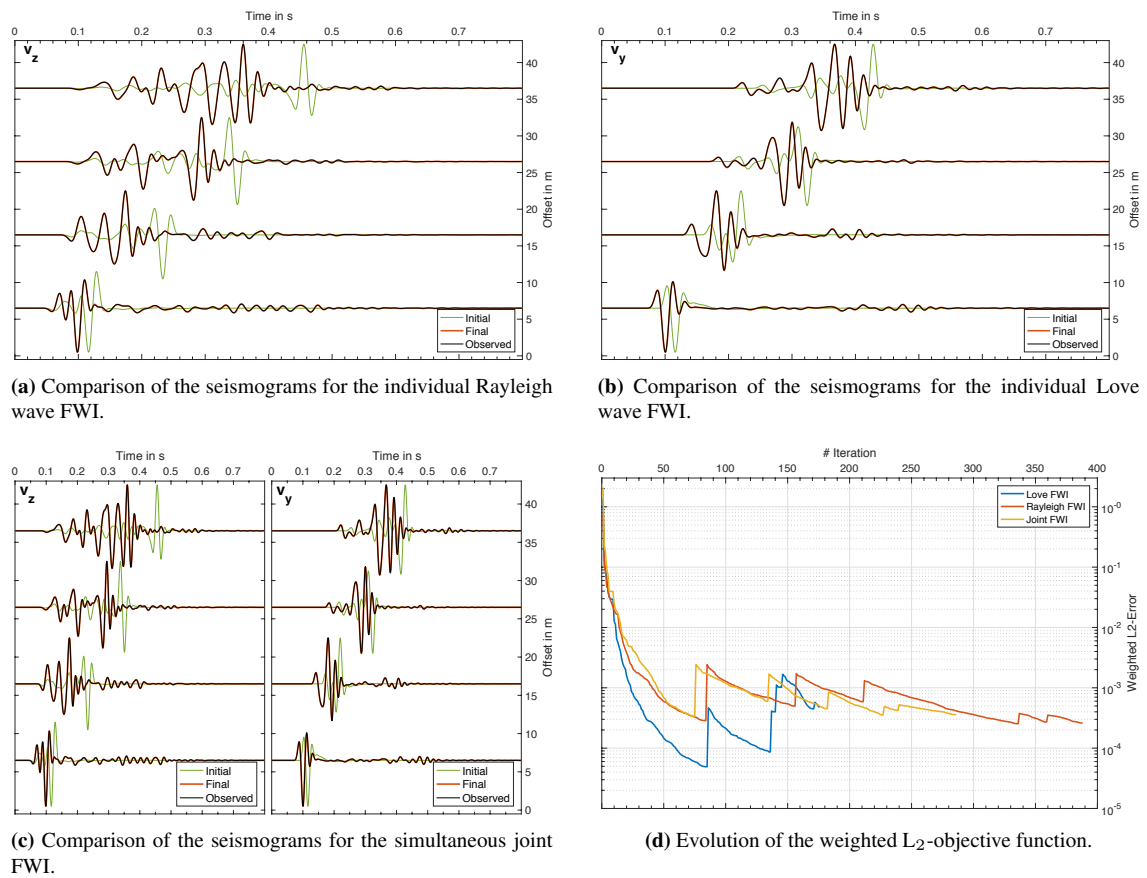 Time in s
0 0.1 0.2 0.3 0.4 0.5 0.6 0.7
v_z
40
35
30
25
20
15
10
5
0
Offset in m
Initial
Final
Observed
(a) Comparison of the seismograms for the individual Rayleigh
wave FWI.
Time in s
0 0.1 0.2 0.3 0.4 0.5 0.6 0.7
v_y
40
35
30
25
20
15
10
5
0
Offset in m
Initial
Final
Observed
(b) Comparison of the seismograms for the individual Love
wave FWI.
Time in s
0 0.1 0.2 0.3 0.4 0.5 0.6 0.7
v_z
Initial
Final
Observed
Time in s
0 0.1 0.2 0.3 0.4 0.5 0.6 0.7
v_y
40
35
30
25
20
15
10
5
0
Offset in m
Initial
Final
Observed
(c) Comparison of the seismograms for the simultaneous joint
FWI.
# Iteration
0 50 100 150 200 250 300 350 400
Love FWI
Rayleigh FWI
Joint FWI
10^-0
10^-1
10^-2
10^-3
10^-4
10^-5
Weighted L2-Error
(d) Evolution of the weighted L₂-objective function.